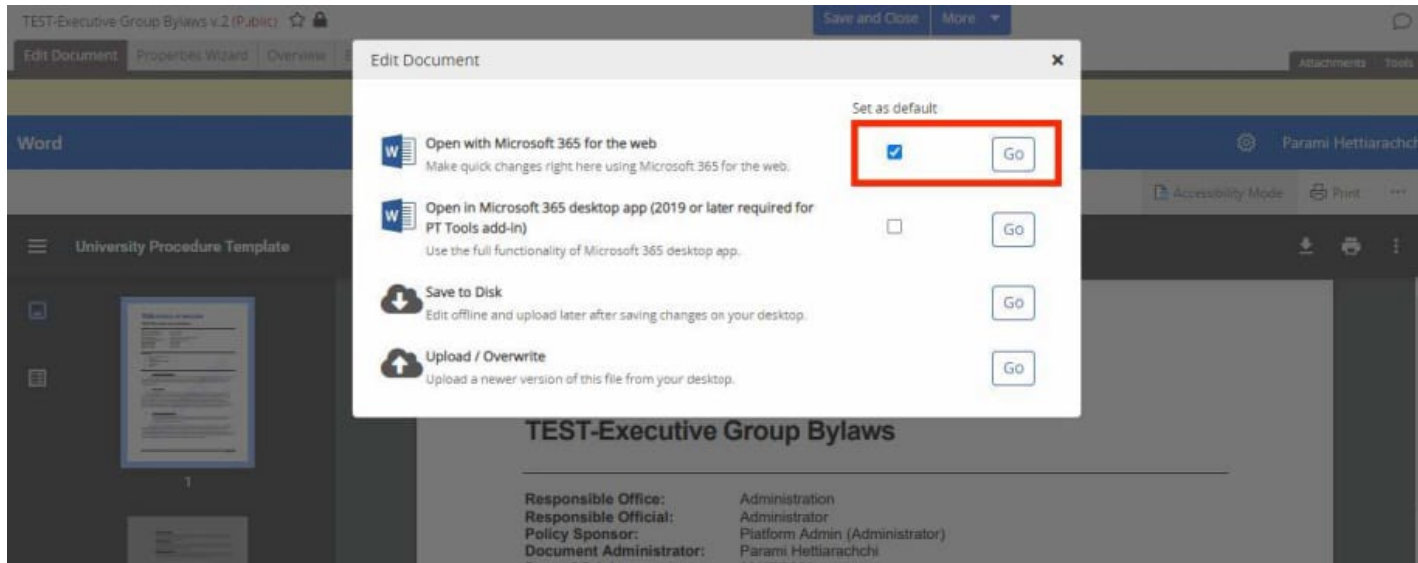 TEST-Executive Group Bylaws v.2 (Public)
Save and Close More
Edit Document Properties Wizard Overview
Attachments Tools
Edit Document
Set as default
Word
Open with Microsoft 365 for the web
Make quick changes right here using Microsoft 365 for the web.
Go
Parami Hettiarachch
Accessibility Mode Print
Open in Microsoft 365 desktop app (2019 or later required for
PT Tools add-in)
Use the full functionality of Microsoft 365 desktop app.
Go
University Procedure Template
Save to Disk
Edit offline and upload later after saving changes on your desktop.
Go
Upload / Overwrite
Upload a newer version of this file from your desktop.
Go
TEST-Executive Group Bylaws
1
Responsible Office: Administration
Responsible Official: Administrator
Policy Sponsor: Platform Admin (Administrator)
Document Administrator: Parami Hettiarachchi